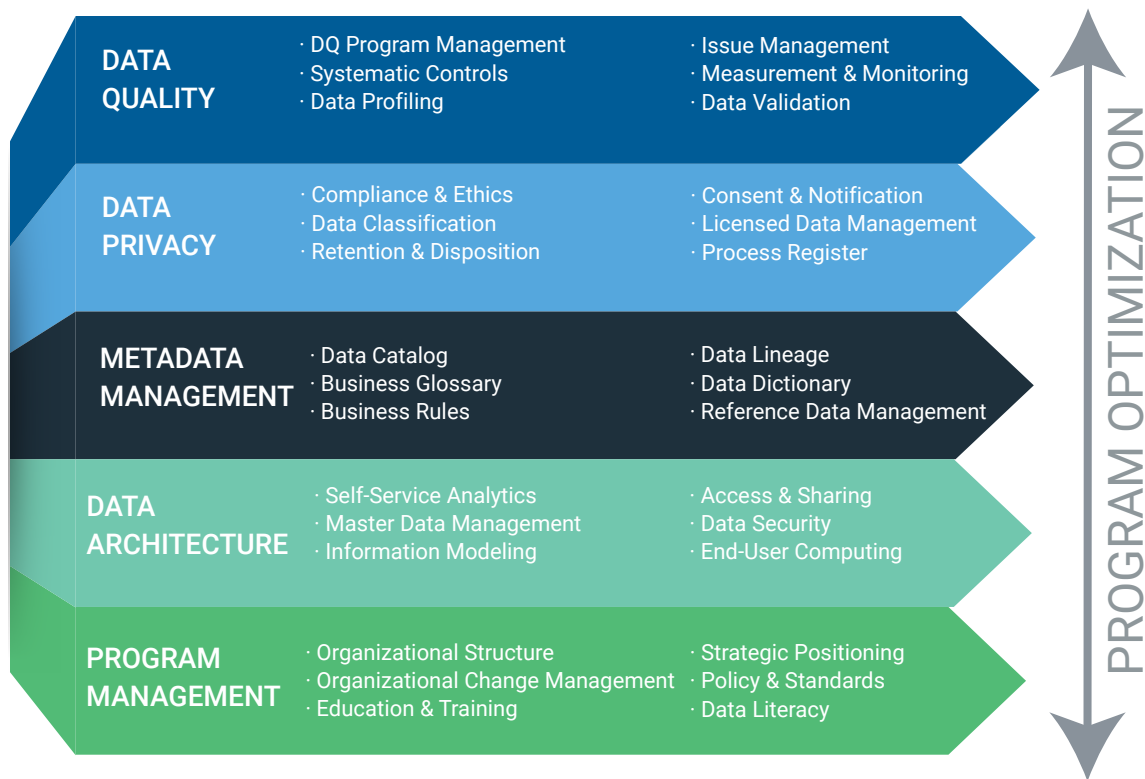 DATA
QUALITY
· DQ Program Management
· Systematic Controls
· Data Profiling
· Issue Management
· Measurement & Monitoring
· Data Validation
DATA
PRIVACY
· Compliance & Ethics
· Data Classification
· Retention & Disposition
· Consent & Notification
· Licensed Data Management
· Process Register
METADATA
MANAGEMENT
· Data Catalog
· Business Glossary
· Business Rules
· Data Lineage
· Data Dictionary
· Reference Data Management
DATA
ARCHITECTURE
· Self-Service Analytics
· Master Data Management
· Information Modeling
· Access & Sharing
· Data Security
· End-User Computing
PROGRAM
MANAGEMENT
· Organizational Structure
· Organizational Change Management
· Education & Training
· Strategic Positioning
· Policy & Standards
· Data Literacy
PROGRAM OPTIMIZATION